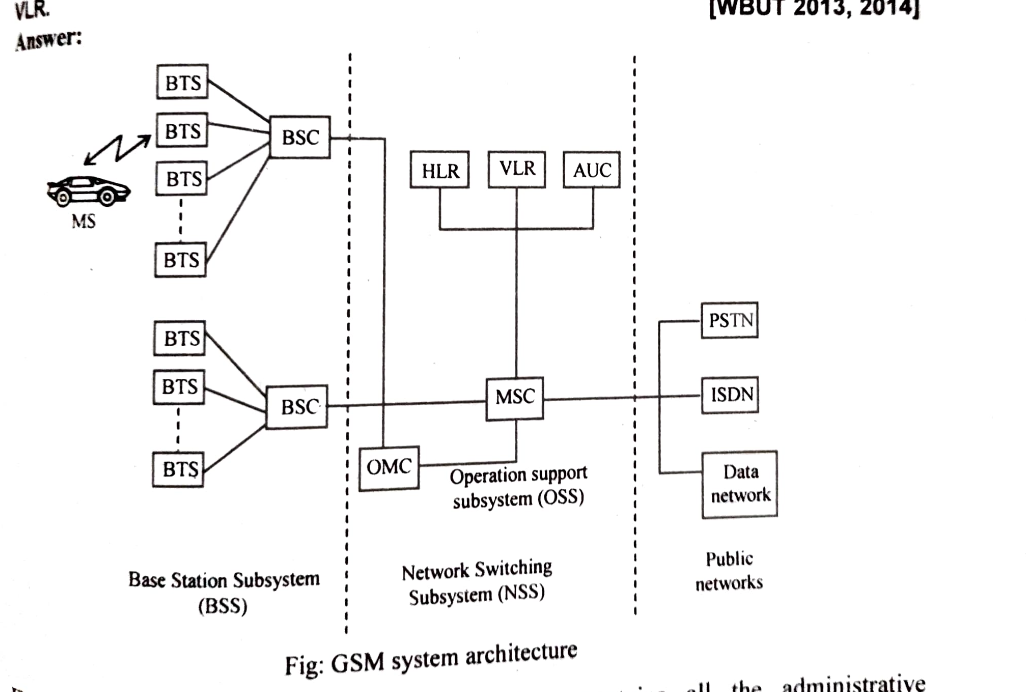 VLR.
[WBUT 2013, 2014]
Answer:
BTS
BTS
BSC
BTS
HLR
VLR
AUC
MS
BTS
BTS
PSTN
BTS
BSC
MSC
ISDN
BTS
OMC
Operation support
subsystem (OSS)
Data
network
Base Station Subsystem
(BSS)
Network Switching
Subsystem (NSS)
Public
networks
Fig: GSM system architecture
all the administrative